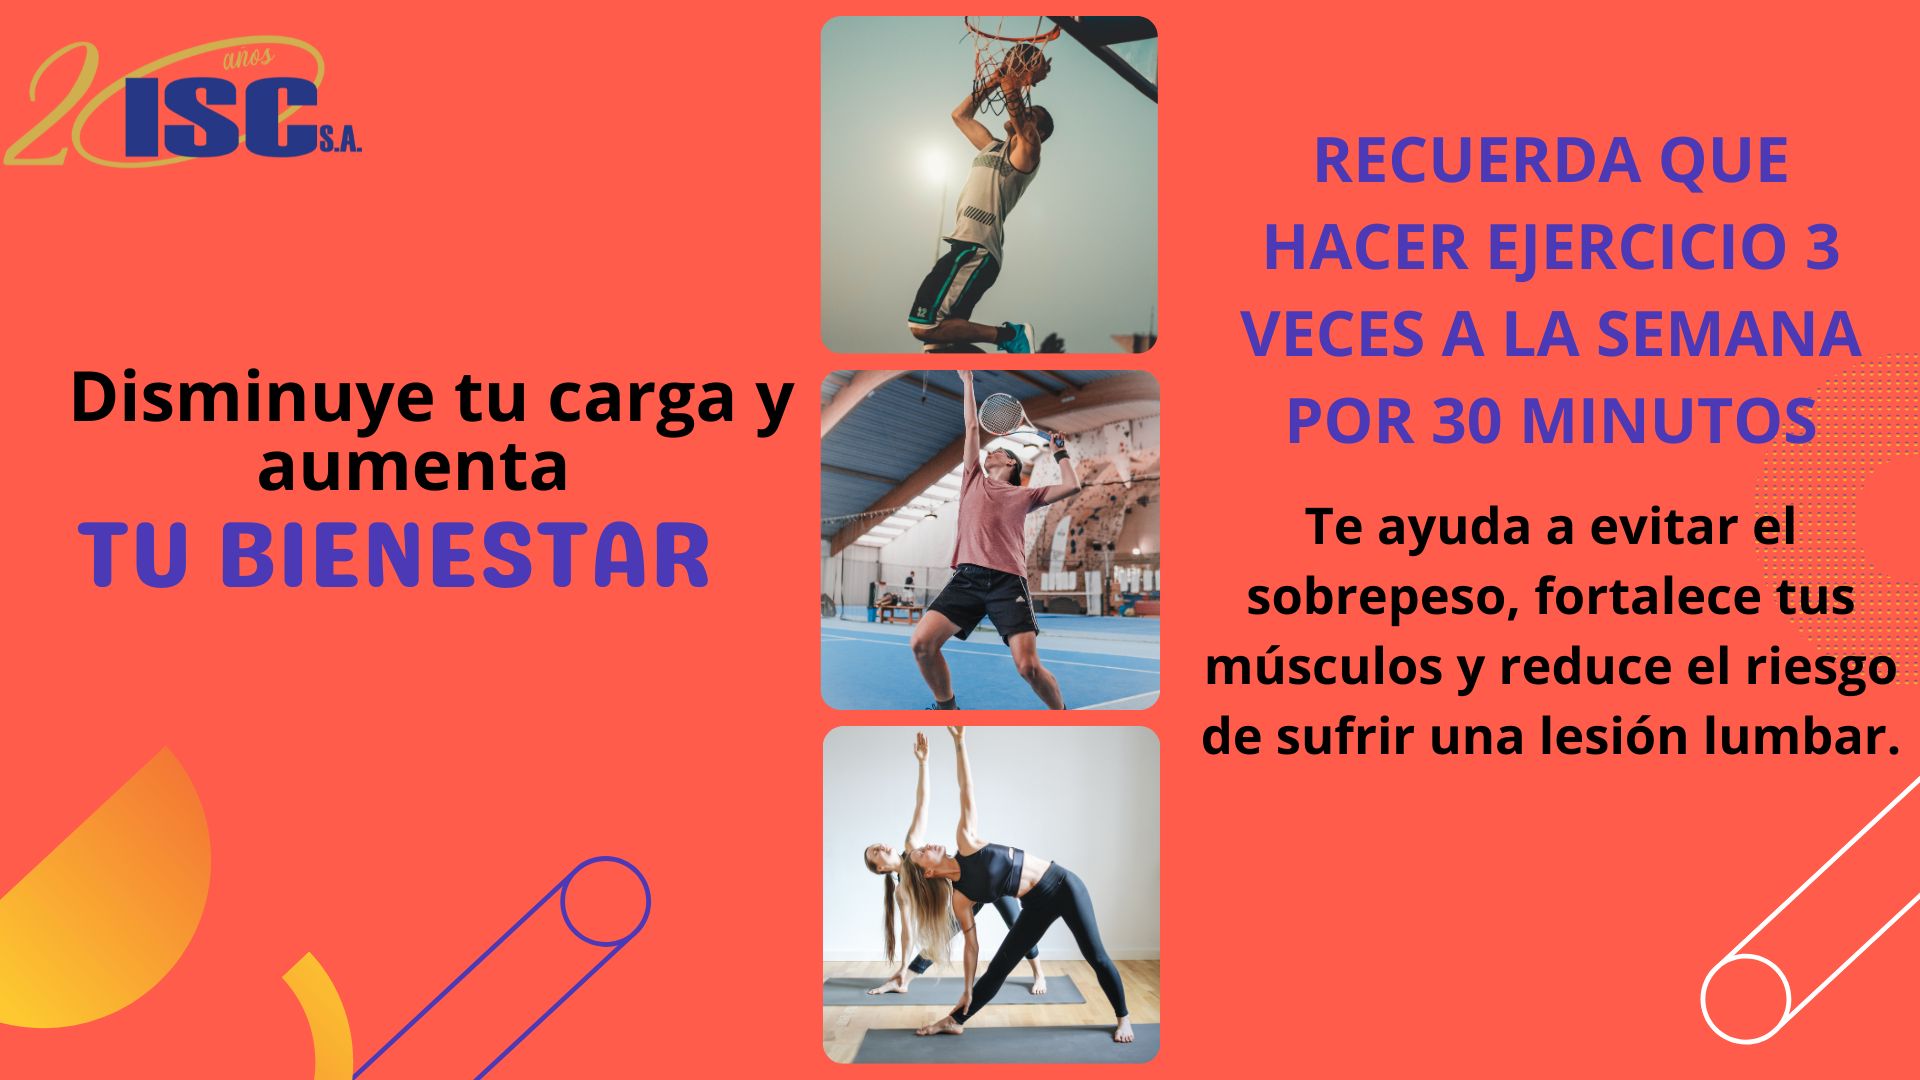 20 años
ISC S.A.
Disminuye tu carga y
aumenta
TU BIENESTAR
RECUERDA QUE
HACER EJERCICIO 3
VECES A LA SEMANA
POR 30 MINUTOS
Te ayuda a evitar el
sobrepeso, fortalece tus
músculos y reduce el riesgo
de sufrir una lesión lumbar.
12